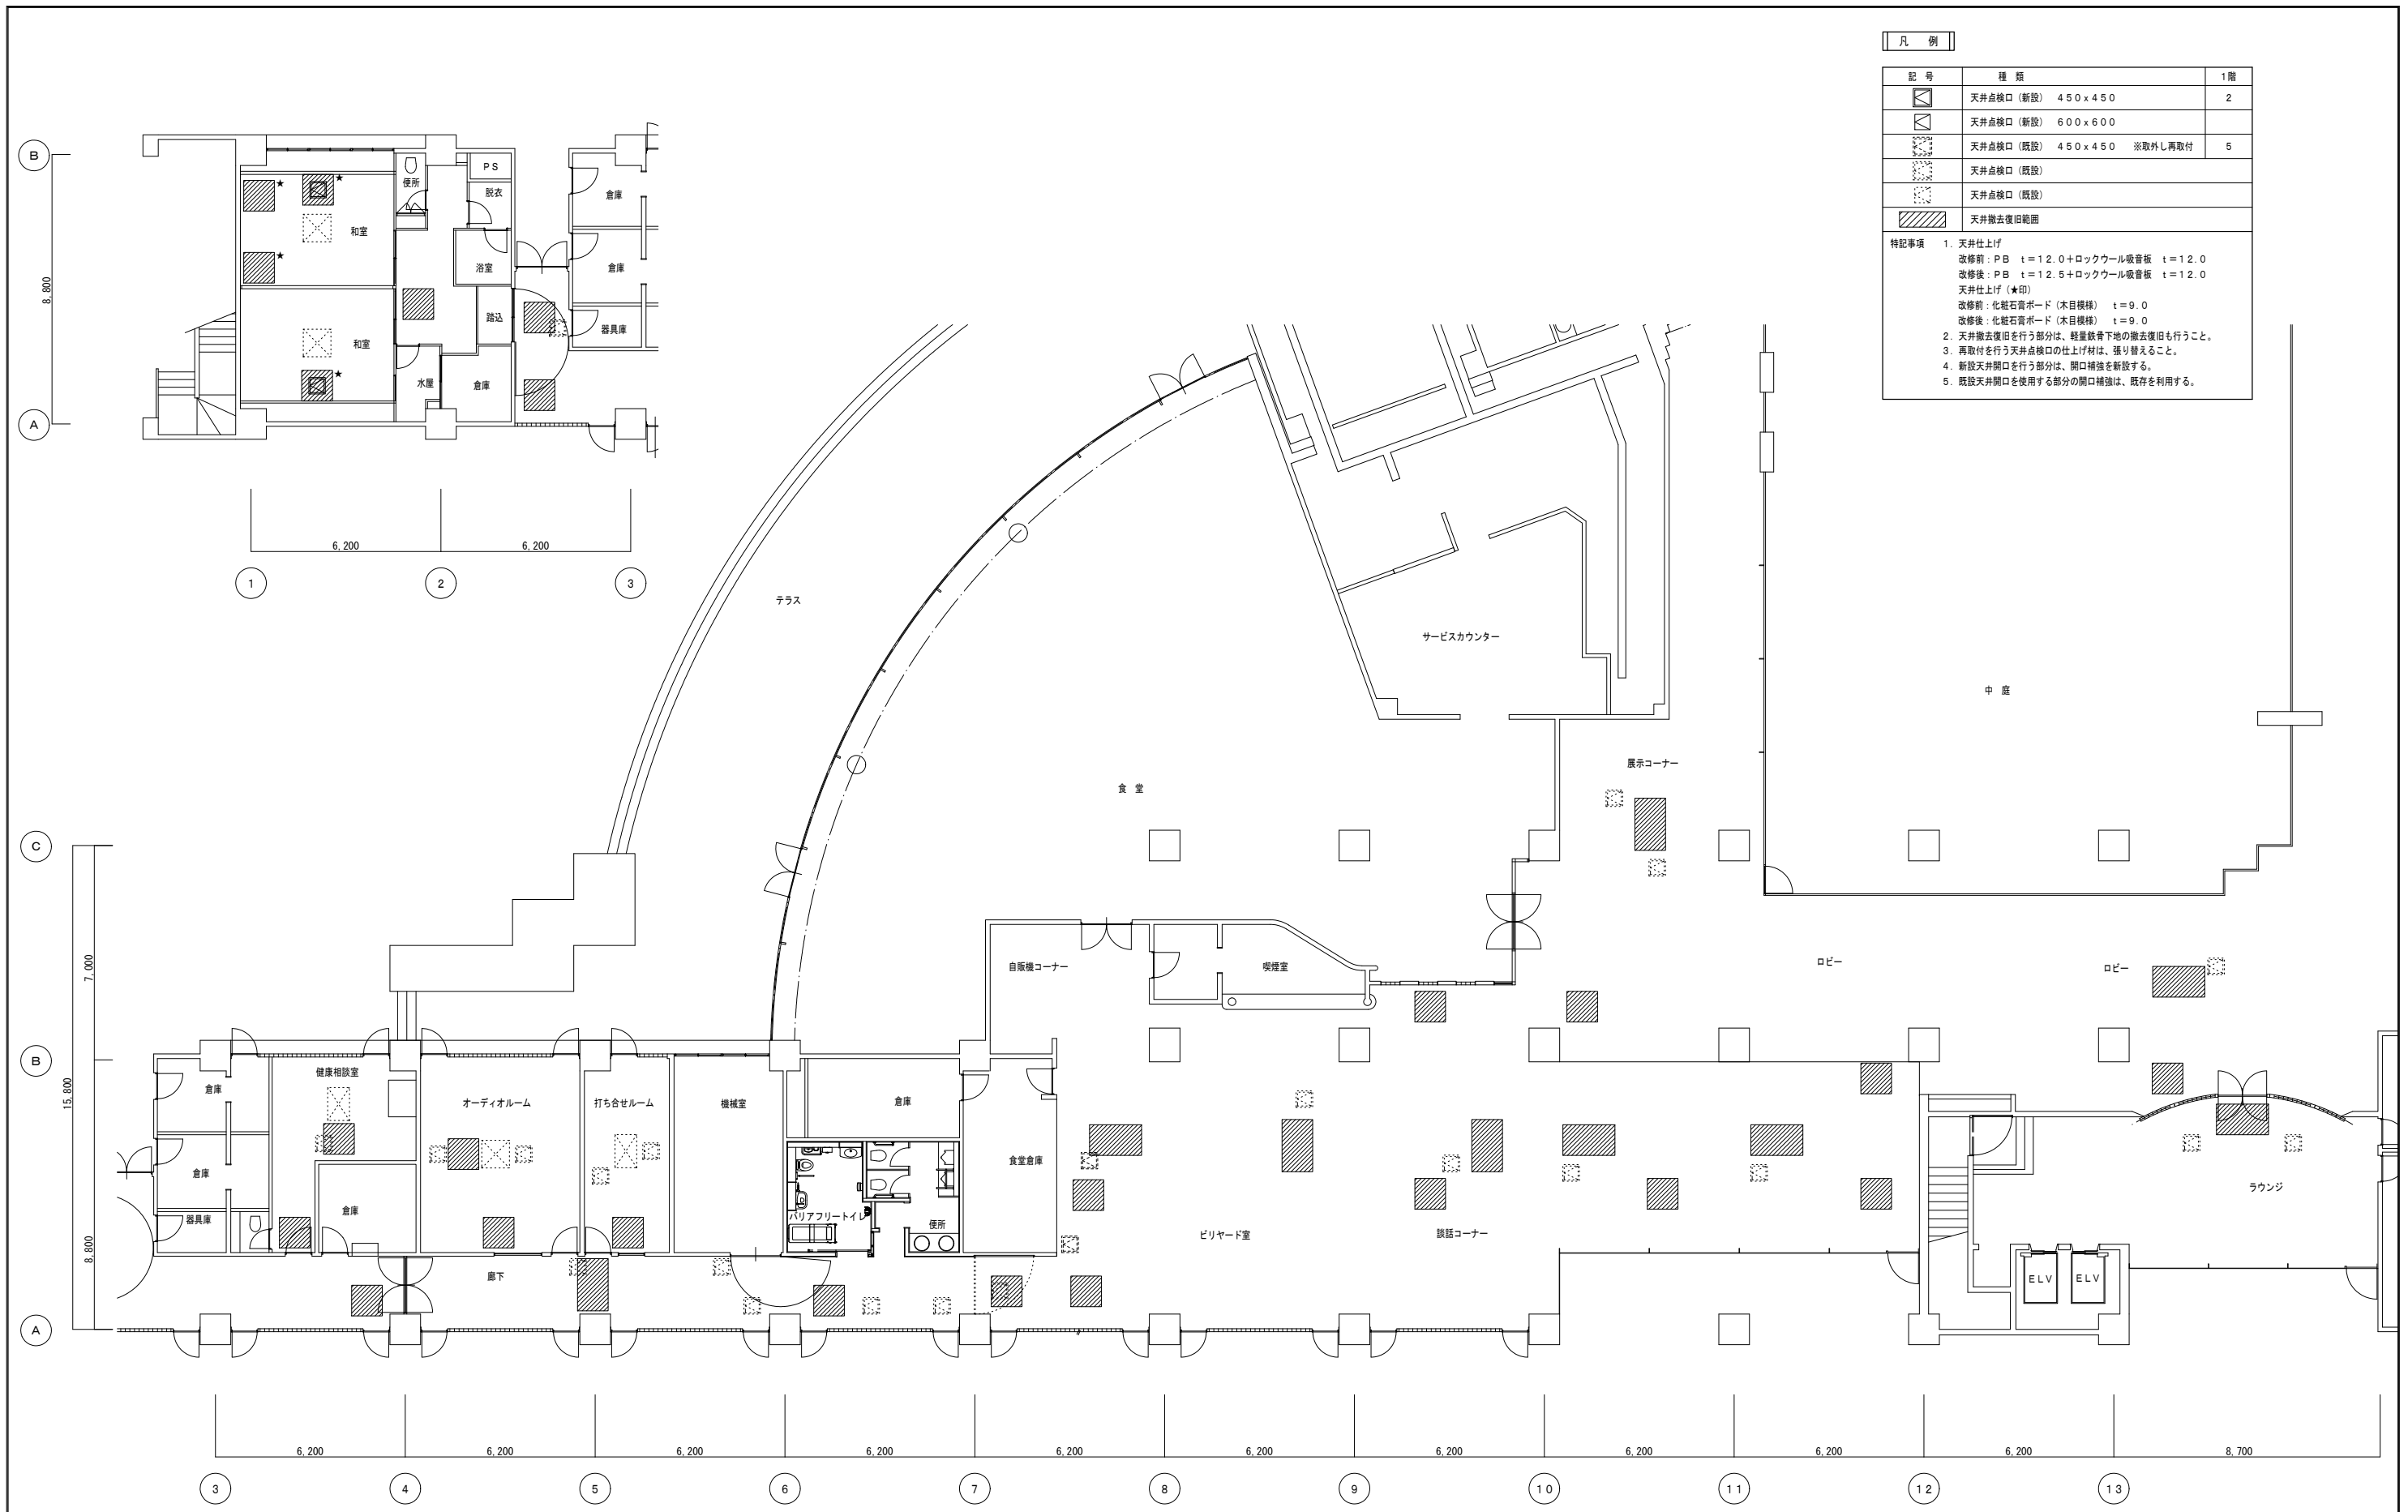 凡 例
記 号 種 類 1階
天井点検口（新設） ４５０ｘ４５０ 2
天井点検口（新設） ６００ｘ６００
天井点検口（既設） ４５０ｘ４５０ ※取外し再取付 5
天井点検口（既設）
天井点検口（既設）
天井撤去復旧範囲
特記事項 1. 天井仕上げ
改修前：ＰＢ ｔ＝１２.０＋ロックウール吸音板 ｔ＝１２.０
改修後：ＰＢ ｔ＝１２.５＋ロックウール吸音板 ｔ＝１２.０
天井仕上げ（★印）
改修前：化粧石膏ボード（木目模様） ｔ＝９.０
改修後：化粧石膏ボード（木目模様） ｔ＝９.０
2. 天井撤去復旧を行う部分は、軽量鉄骨下地の撤去復旧も行うこと。
3. 再取付を行う天井点検口の仕上げ材は、張り替えること。
4. 新設天井開口を行う部分は、開口補強を新設する。
5. 既設天井開口を使用する部分の開口補強は、既存を利用する。
B
8,800
A
★
★
★
★
和室
和室
便所
ＰＳ
脱衣
浴室
踏込
水屋
倉庫
倉庫
倉庫
器具庫
6,200 6,200
1 2 3
テラス
サービスカウンター
中 庭
展示コーナー
食 堂
C
自販機コーナー
喫煙室
ロビー
ロビー
7,000
15,800
B
8,800
A
倉庫
健康相談室
オーディオルーム
打ち合せルーム
機械室
倉庫
倉庫
倉庫
器具庫
食堂倉庫
バリアフリートイレ
便所
ビリヤード室
談話コーナー
ラウンジ
廊下
ＥＬＶ ＥＬＶ
6,200 6,200 6,200 6,200 6,200 6,200 6,200 6,200 6,200 6,200 8,700
3 4 5 6 7 8 9 10 11 12 13